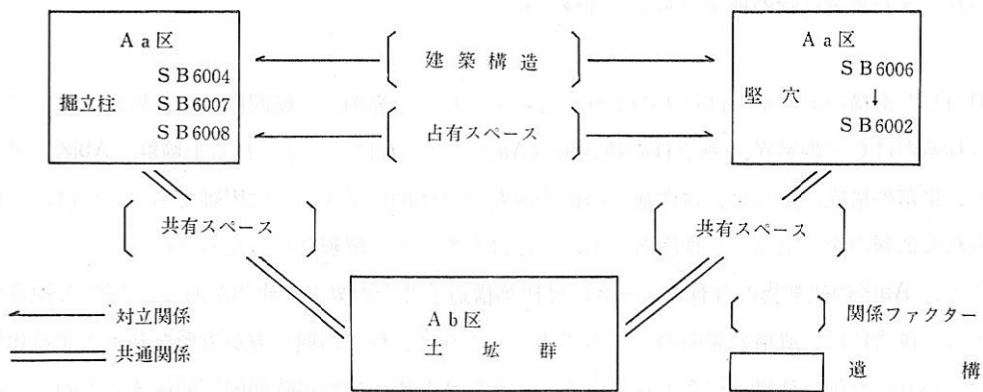 Aa区
SB6004
掘立柱
SB6007
SB6008
建築構造
占有スペース
Aa区
SB6006
竪穴
↓
SB6002
共有スペース
共有スペース
Ab区
土拡群
対立関係
共通関係
関係ファクター
遺構